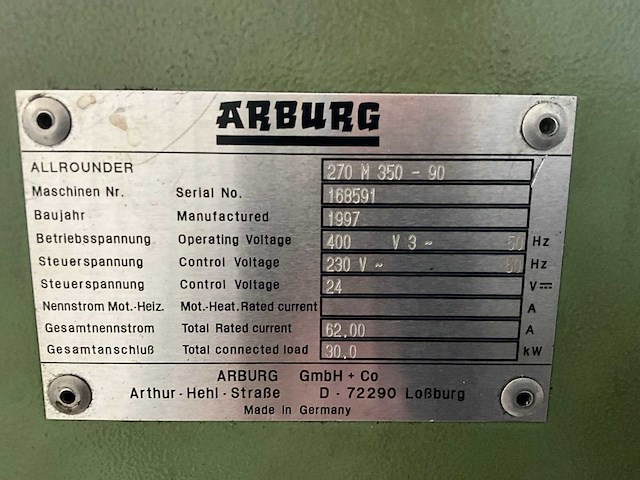 ARBURG
ALLROUNDER 270 M 350 - 90
Maschinen Nr. Serial No. 168591
Baujahr Manufactured 1997
Betriebsspannung Operating Voltage 400 V 3 ~ 50 Hz
Steuerspannung Control Voltage 230 V ~ Hz
Steuerspannung Control Voltage 24 V⎓
Nennstrom Mot.-Heiz. Mot.-Heat. Rated current A
Gesamtnennstrom Total Rated current 62,00 A
Gesamtanschluß Total connected load 30,0 kW
ARBURG GmbH + Co
Arthur - Hehl - Straße D - 72290 Loßburg
Made in Germany